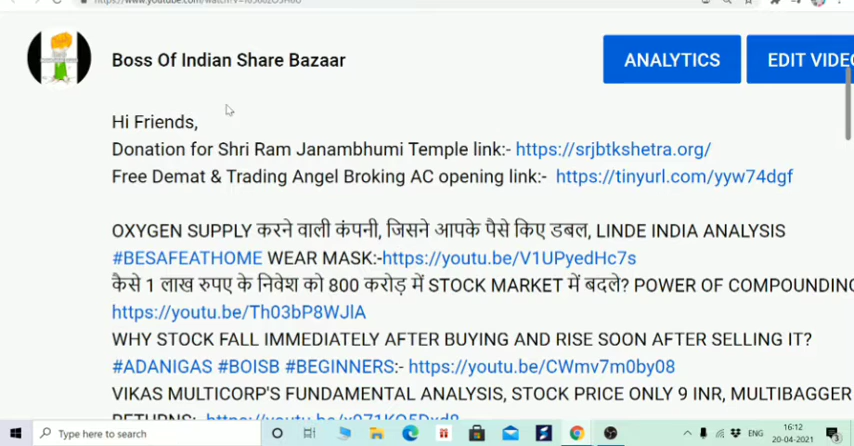 Boss Of Indian Share Bazaar
ANALYTICS
EDIT VIDEO
Hi Friends,
Donation for Shri Ram Janambhumi Temple link:- https://srjbtkshetra.org/
Free Demat & Trading Angel Broking AC opening link:- https://tinyurl.com/yyw74dgf
OXYGEN SUPPLY करने वाली कंपनी, जिसने आपके पैसे किए डबल, LINDE INDIA ANALYSIS
#BESAFEATHOME WEAR MASK:-https://youtu.be/V1UPyedHc7s
कैसे 1 लाख रुपए के निवेश को 800 करोड़ में STOCK MARKET में बदले? POWER OF COMPOUNDING
https://youtu.be/Th03bP8WJlA
WHY STOCK FALL IMMEDIATELY AFTER BUYING AND RISE SOON AFTER SELLING IT?
#ADANIGAS #BOISB #BEGINNERS:- https://youtu.be/CWmv7m0by08
VIKAS MULTICORP'S FUNDAMENTAL ANALYSIS, STOCK PRICE ONLY 9 INR, MULTIBAGGER
RETURNS:-
Type here to search
ENG
16:12
20-04-2021